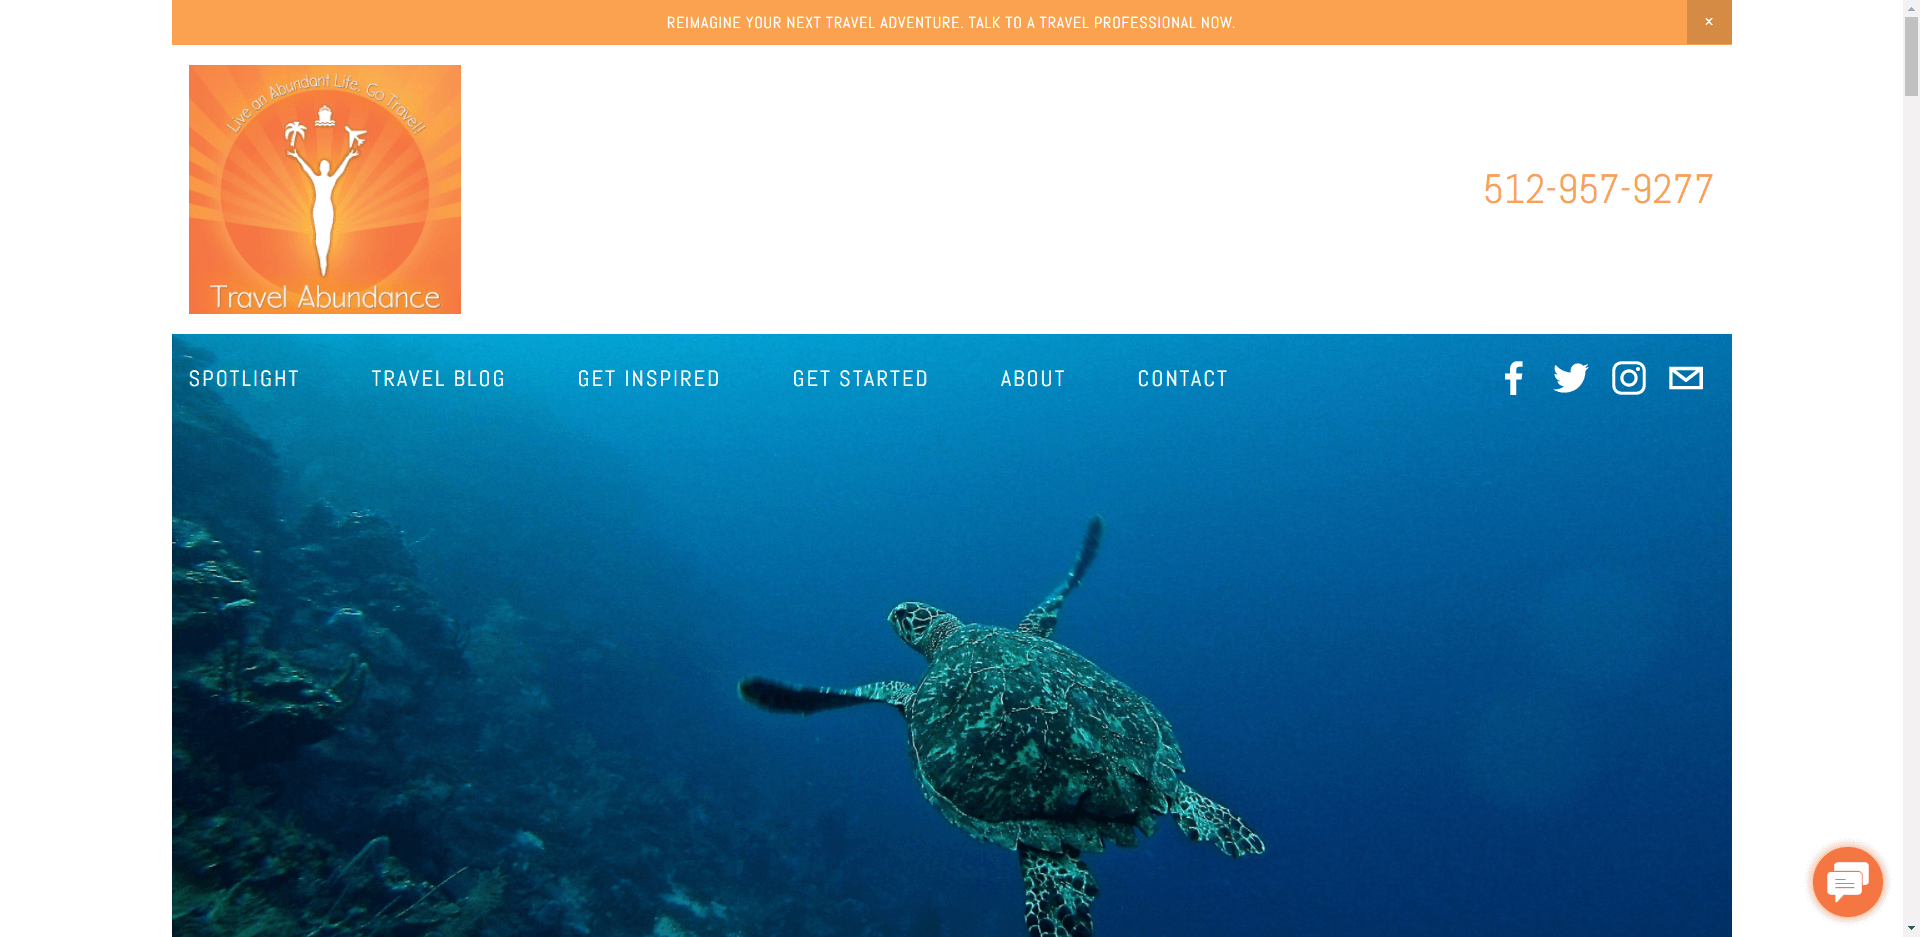 REIMAGINE YOUR NEXT TRAVEL ADVENTURE. TALK TO A TRAVEL PROFESSIONAL NOW.
Live an Abundant Life. Go Travel!!
Travel Abundance
512-957-9277
SPOTLIGHT TRAVEL BLOG GET INSPIRED GET STARTED ABOUT CONTACT